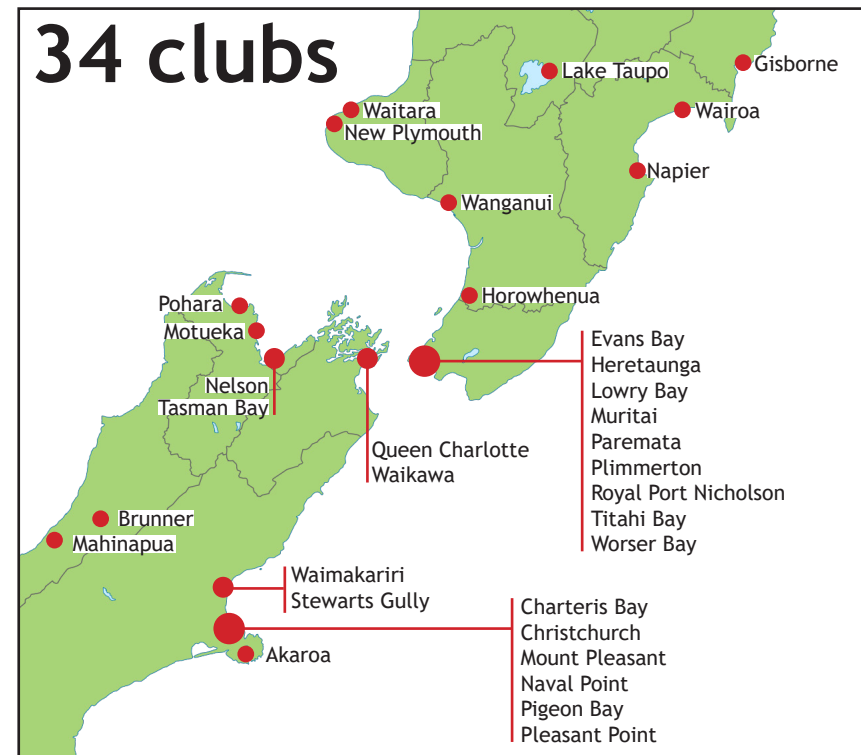 34 clubs
Lake Taupo
Gisborne
Waitara
New Plymouth
Wairoa
Napier
Wanganui
Horowhenua
Pohara
Motueka
Nelson
Tasman Bay
Queen Charlotte
Waikawa
Evans Bay
Heretaunga
Lowry Bay
Muritai
Paremata
Plimmerton
Royal Port Nicholson
Titahi Bay
Worser Bay
Brunner
Mahinapua
Waimakariri
Stewarts Gully
Akaroa
Charteris Bay
Christchurch
Mount Pleasant
Naval Point
Pigeon Bay
Pleasant Point